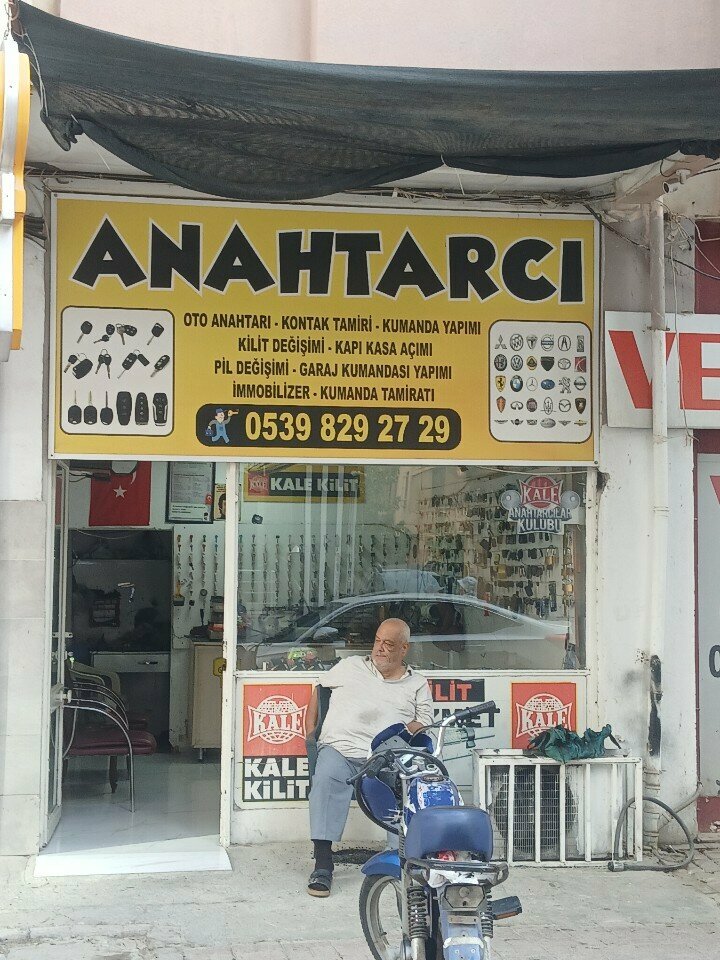 ANAHTARCI
OTO ANAHTARI - KONTAK TAMİRİ - KUMANDA YAPIMI
KİLİT DEĞİŞİMİ - KAPI KASA AÇIMI
PİL DEĞİŞİMİ - GARAJ KUMANDASI YAPIMI
İMMOBİLİZER - KUMANDA TAMİRATI
0539 829 27 29
VE
KALE KİLİT
KALE
ANAHTARCILAR
KULÜBÜ
KALE
KALE
KİLİT
KALE